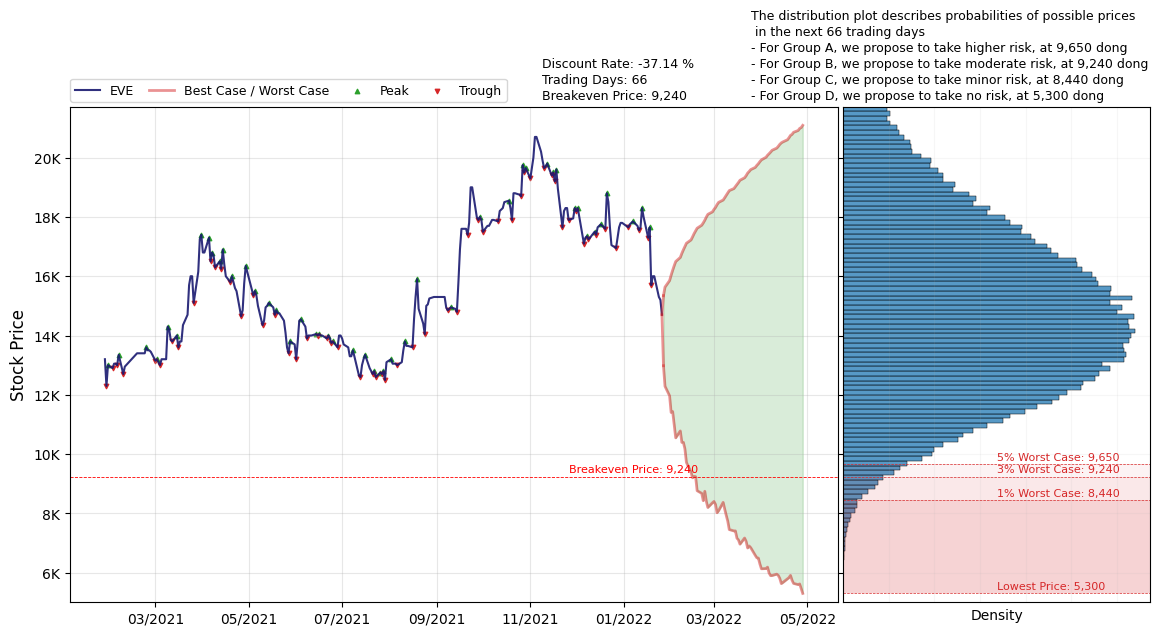 The distribution plot describes probabilities of possible prices
in the next 66 trading days
- For Group A, we propose to take higher risk, at 9,650 dong
- For Group B, we propose to take moderate risk, at 9,240 dong
- For Group C, we propose to take minor risk, at 8,440 dong
- For Group D, we propose to take no risk, at 5,300 dong
Discount Rate: -37.14 %
Trading Days: 66
Breakeven Price: 9,240
EVE
Best Case / Worst Case
Peak
Trough
Stock Price
20K
18K
16K
14K
12K
10K
8K
6K
Breakeven Price: 9,240
5% Worst Case: 9,650
3% Worst Case: 9,240
1% Worst Case: 8,440
Lowest Price: 5,300
03/2021
05/2021
07/2021
09/2021
11/2021
01/2022
03/2022
05/2022
Density